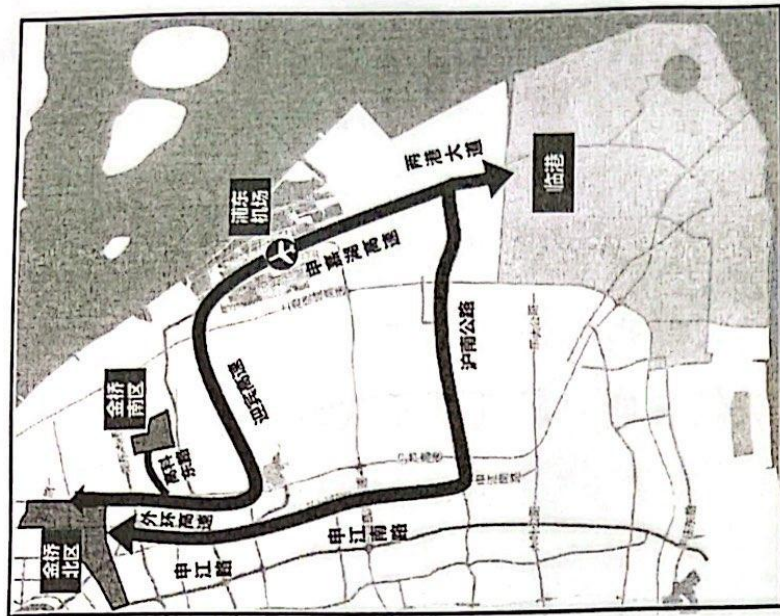 金桥
北区
金桥
南区
浦东
机场
临港
外环高速
高科
东路
迎宾高速
申嘉湖高速
两港大道
沪南公路
申江路
申江南路